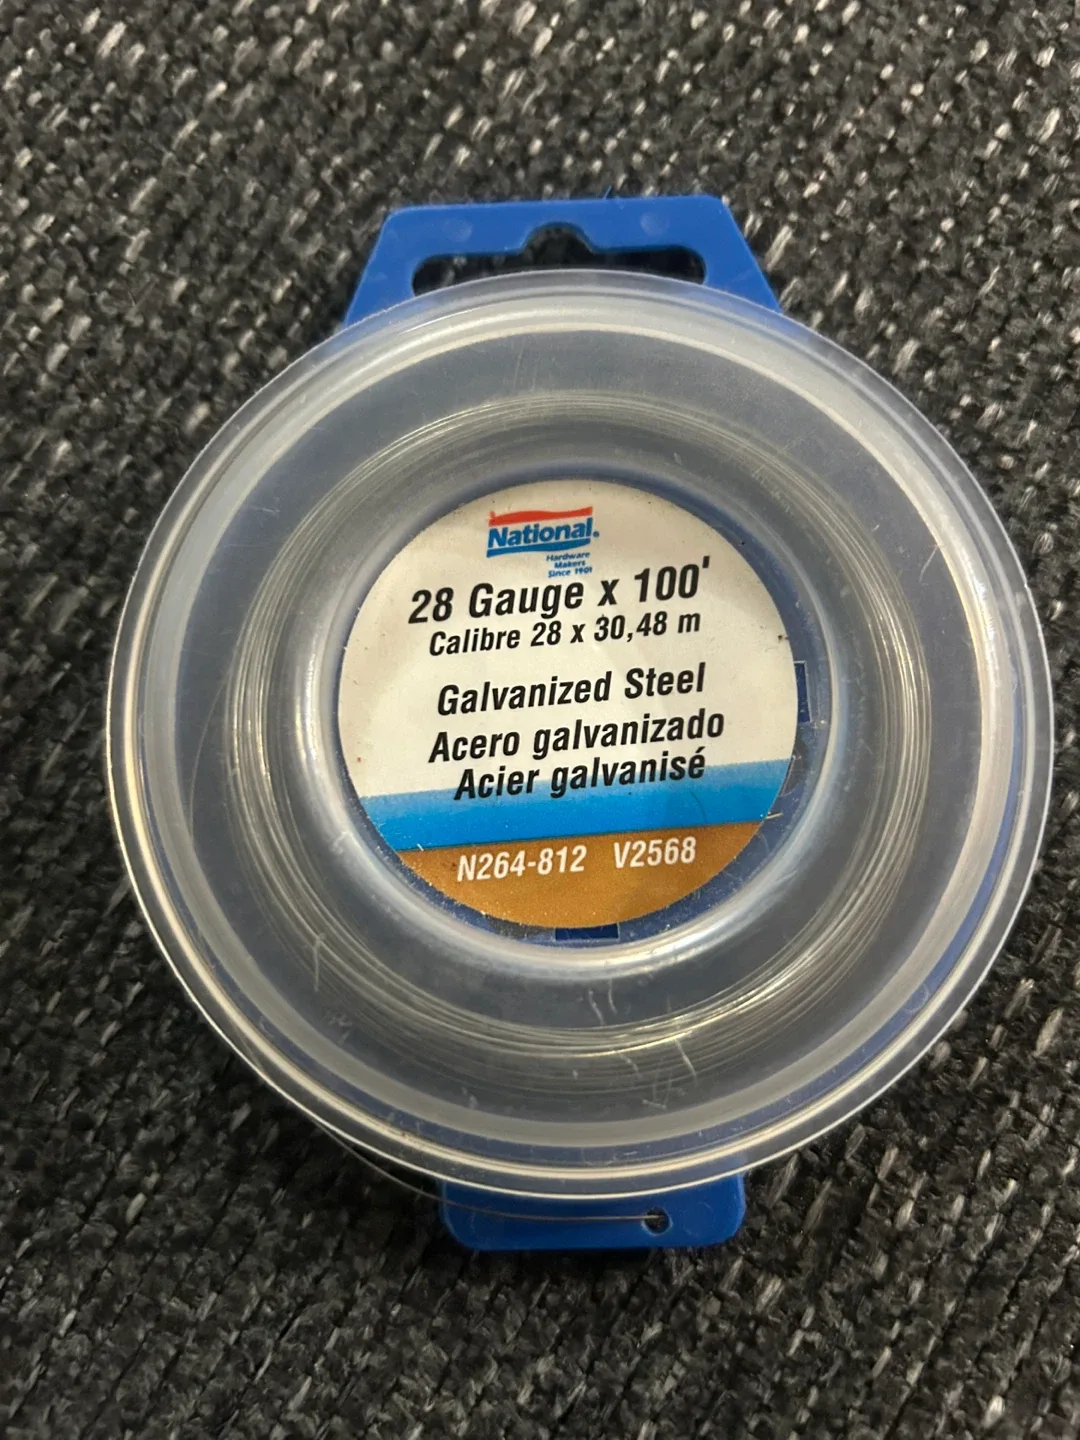 National.
Hardware
Makers
Since 1901
28 Gauge x 100'
Calibre 28 x 30,48 m
Galvanized Steel
Acero galvanizado
Acier galvanisé
N264-812 V2568